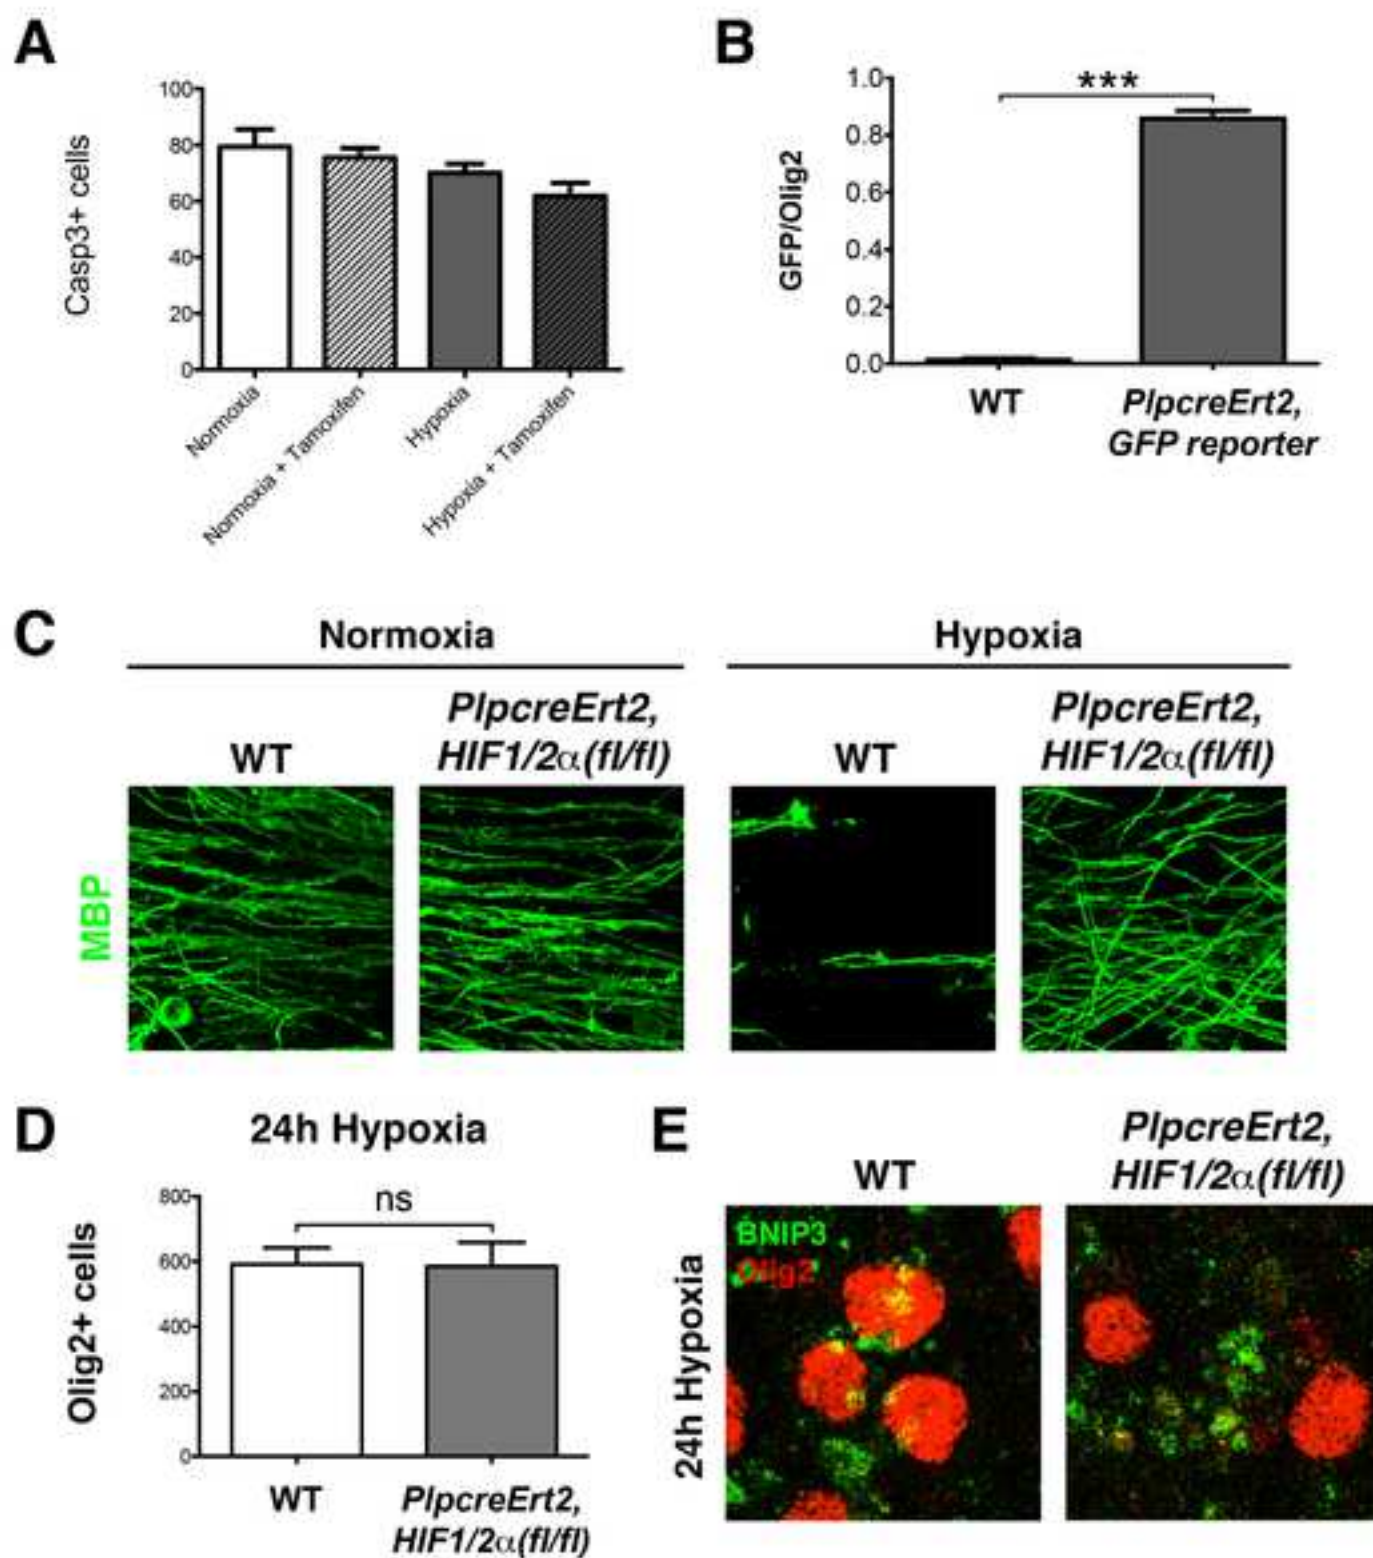 A
100
80
60
40
20
0
Casp3+ cells
Normoxia
Normoxia + Tamoxifen
Hypoxia
Hypoxia + Tamoxifen
B
1.0
0.8
0.6
0.4
0.2
0.0
GFP/Olig2
***
WT
PlpcreErt2,
GFP reporter
C
Normoxia
Hypoxia
WT
PlpcreErt2,
HIF1/2α(fl/fl)
WT
PlpcreErt2,
HIF1/2α(fl/fl)
MBP
D
24h Hypoxia
800
600
400
200
0
Olig2+ cells
ns
WT
PlpcreErt2,
HIF1/2α(fl/fl)
E
WT
PlpcreErt2,
HIF1/2α(fl/fl)
24h Hypoxia
BNIP3
Olig2